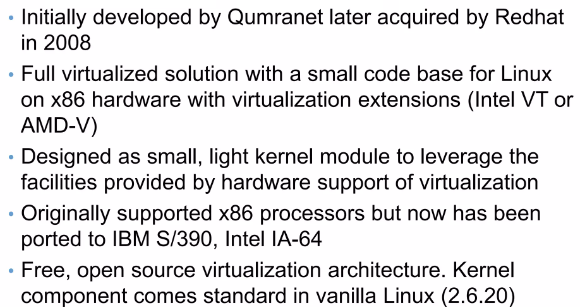 • Initially developed by Qumranet later acquired by Redhat
in 2008
• Full virtualized solution with a small code base for Linux
on x86 hardware with virtualization extensions (Intel VT or
AMD-V)
• Designed as small, light kernel module to leverage the
facilities provided by hardware support of virtualization
• Originally supported x86 processors but now has been
ported to IBM S/390, Intel IA-64
• Free, open source virtualization architecture. Kernel
component comes standard in vanilla Linux (2.6.20)